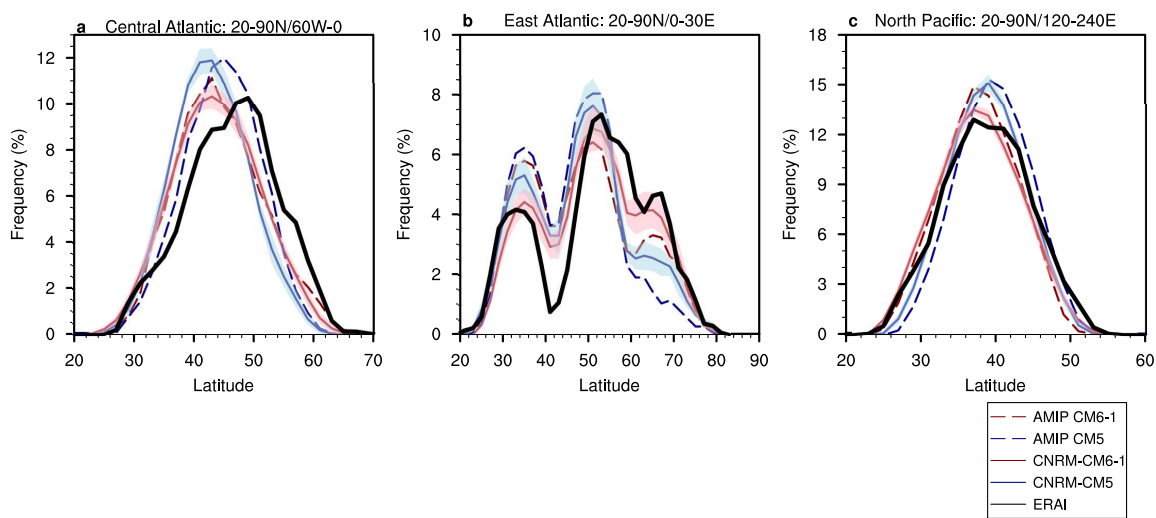 a Central Atlantic: 20-90N/60W-0
12
10
8
6
4
2
0
Frequency (%)
20 30 40 50 60 70
Latitude
b East Atlantic: 20-90N/0-30E
10
8
6
4
2
0
Frequency (%)
20 30 40 50 60 70 80 90
Latitude
c North Pacific: 20-90N/120-240E
18
15
12
9
6
3
0
Frequency (%)
20 30 40 50 60
Latitude
AMIP CM6-1
AMIP CM5
CNRM-CM6-1
CNRM-CM5
ERAI